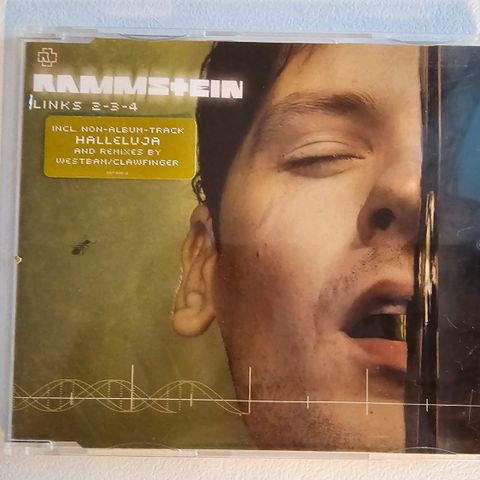 RAMMSTEIN
LINKS 2-3-4
INCL. NON-ALBUM-TRACK
HALLELUJA
AND REMIXES BY
WESTBAM/CLAWFINGER